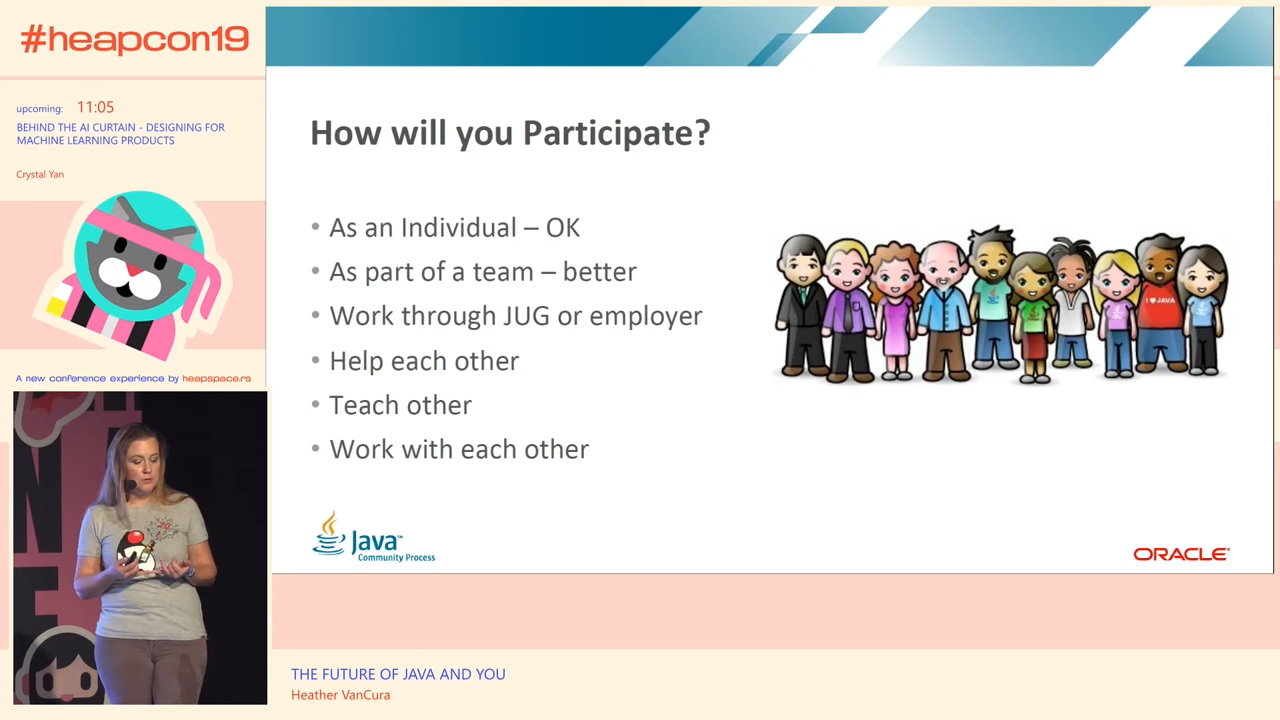 #heapcon19
upcoming: 11:05
BEHIND THE AI CURTAIN - DESIGNING FOR
MACHINE LEARNING PRODUCTS
Crystal Yan
A new conference experience by heapspace.rs
How will you Participate?
• As an Individual – OK
• As part of a team – better
• Work through JUG or employer
• Help each other
• Teach other
• Work with each other
I ♥ JAVA
Java™
Community Process
ORACLE®
20
THE FUTURE OF JAVA AND YOU
Heather VanCura